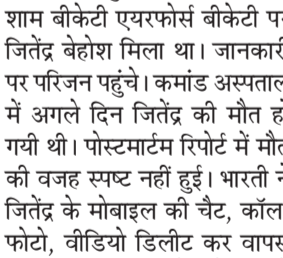 शाम बीकेटी एयरफोर्स बीकेटी
जितेंद्र बेहोश मिला था। जानकारी
पर परिजन पहुंचे। कमांड अस्पताल
में अगले दिन जितेंद्र की मौत
गयी थी। पोस्टमार्टम रिपोर्ट में मौत
की वजह स्पष्ट नहीं हुई। भारती
जितेंद्र के मोबाइल की चैट, कॉल
फोटो, वीडियो डिलीट कर वापस